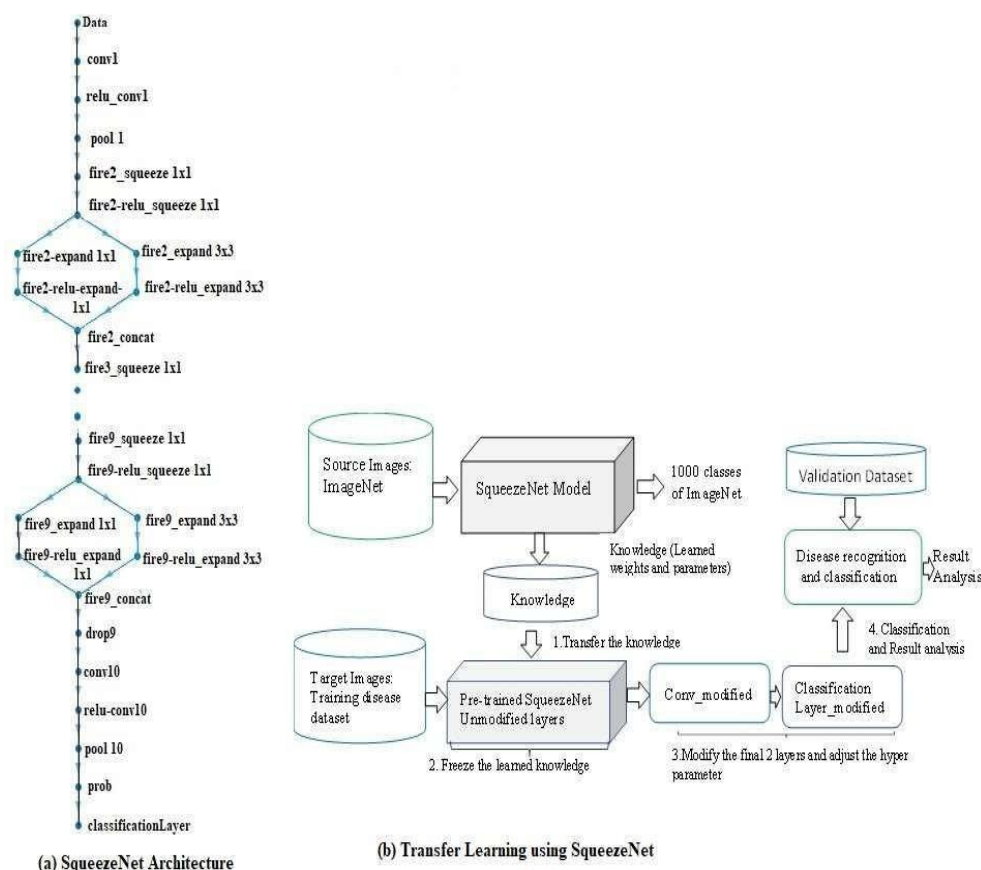 Data
conv1
relu_conv1
pool 1
fire2_squeeze 1x1
fire2-relu_squeeze 1x1
fire2-expand 1x1
fire2_expand 3x3
fire2-relu-expand-
1x1
fire2-relu_expand 3x3
fire2_concat
fire3_squeeze 1x1
fire9_squeeze 1x1
fire9-relu_squeeze 1x1
fire9_expand 1x1
fire9_expand 3x3
fire9-relu_expand
1x1
fire9-relu_expand 3x3
fire9_concat
drop9
conv10
relu-conv10
pool 10
prob
classificationLayer
(a) SqueezeNet Architecture
Source Images:
ImageNet
SqueezeNet Model
1000 classes
of ImageNet
Knowledge (Learned
weights and parameters)
Knowledge
1.Transfer the knowledge
Target Images:
Training disease
dataset
Pre-trained SqueezeNet
Unmodified layers
2. Freeze the learned knowledge
Conv_modified
Classification
Layer_modified
3.Modify the final 2 layers and adjust the hyper
parameter
4. Classification
and Result analysis
Validation Dataset
Disease recognition
and classification
Result
Analysis
(b) Transfer Learning using SqueezeNet